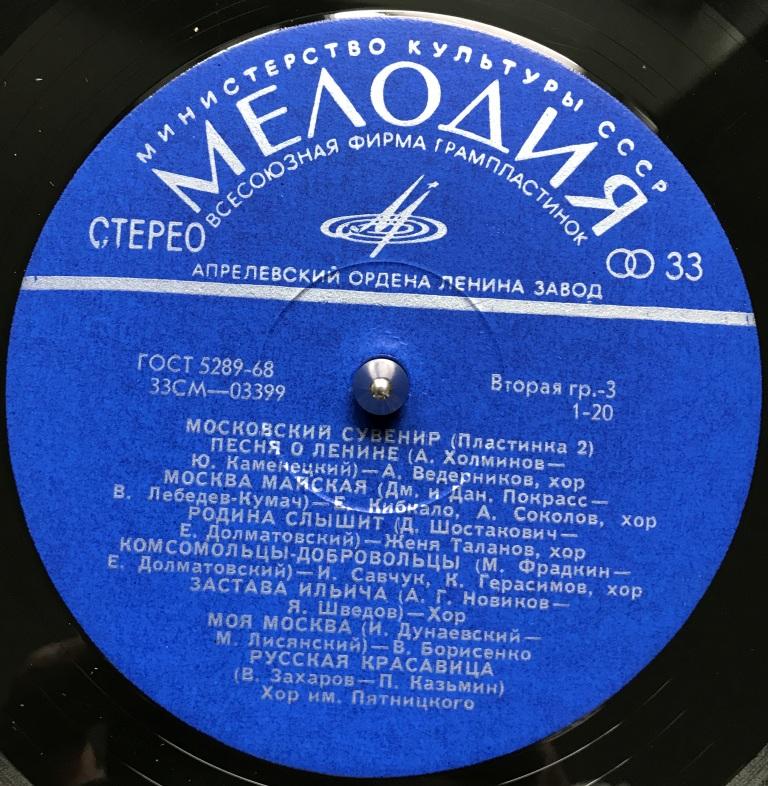 МИНИСТЕРСТВО КУЛЬТУРЫ СССР
МЕЛОДИЯ
ВСЕСОЮЗНАЯ ФИРМА ГРАМПЛАСТИНОК
СТЕРЕО
33
АПРЕЛЕВСКИЙ ОРДЕНА ЛЕНИНА ЗАВОД
ГОСТ 5289-68
33СМ—03399
Вторая гр.-3
1-20
МОСКОВСКИЙ СУВЕНИР (Пластинка 2)
ПЕСНЯ О ЛЕНИНЕ (А. Холминов—
Ю. Каменецкий)—А. Ведерников, хор
МОСКВА МАЙСКАЯ (Дм. и Дан. Покрасс—
В. Лебедев-Кумач)—Е. Кибкало, А. Соколов, хор
РОДИНА СЛЫШИТ (Д. Шостакович—
Е. Долматовский)—Женя Таланов, хор
КОМСОМОЛЬЦЫ-ДОБРОВОЛЬЦЫ (М. Фрадкин—
Е. Долматовский)—И. Савчук, К. Герасимов, хор
ЗАСТАВА ИЛЬИЧА (А. Г. Новиков—
Я. Шведов)—Хор
МОЯ МОСКВА (И. Дунаевский—
М. Лисянский)—В. Борисенко
РУССКАЯ КРАСАВИЦА
(В. Захаров—П. Казьмин)
Хор им. Пятницкого